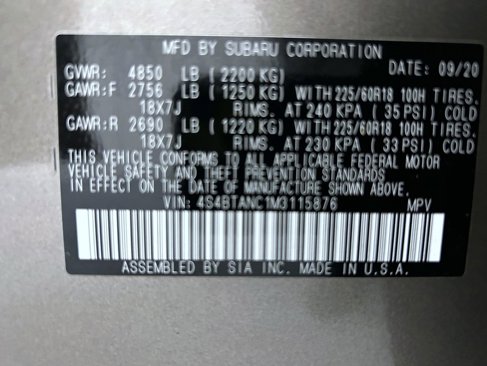 MFD BY SUBARU CORPORATION
GVWR: 4850 LB (2200 KG) DATE: 09/20
GAWR:F 2756 LB (1250 KG) WITH 225/60R18 100H TIRES.
18X7J RIMS. AT 240 KPA (35 PSI) COLD
GAWR:R 2690 LB (1220 KG) WITH 225/60R18 100H TIRES.
18X7J RIMS. AT 230 KPA (33 PSI) COLD
THIS VEHICLE CONFORMS TO ALL APPLICABLE FEDERAL MOTOR
VEHICLE SAFETY AND THEFT PREVENTION STANDARDS
IN EFFECT ON THE DATE OF MANUFACTURE SHOWN ABOVE.
VIN: 4S4BTANC1M3115876 MPV
ASSEMBLED BY SIA INC. MADE IN U.S.A.